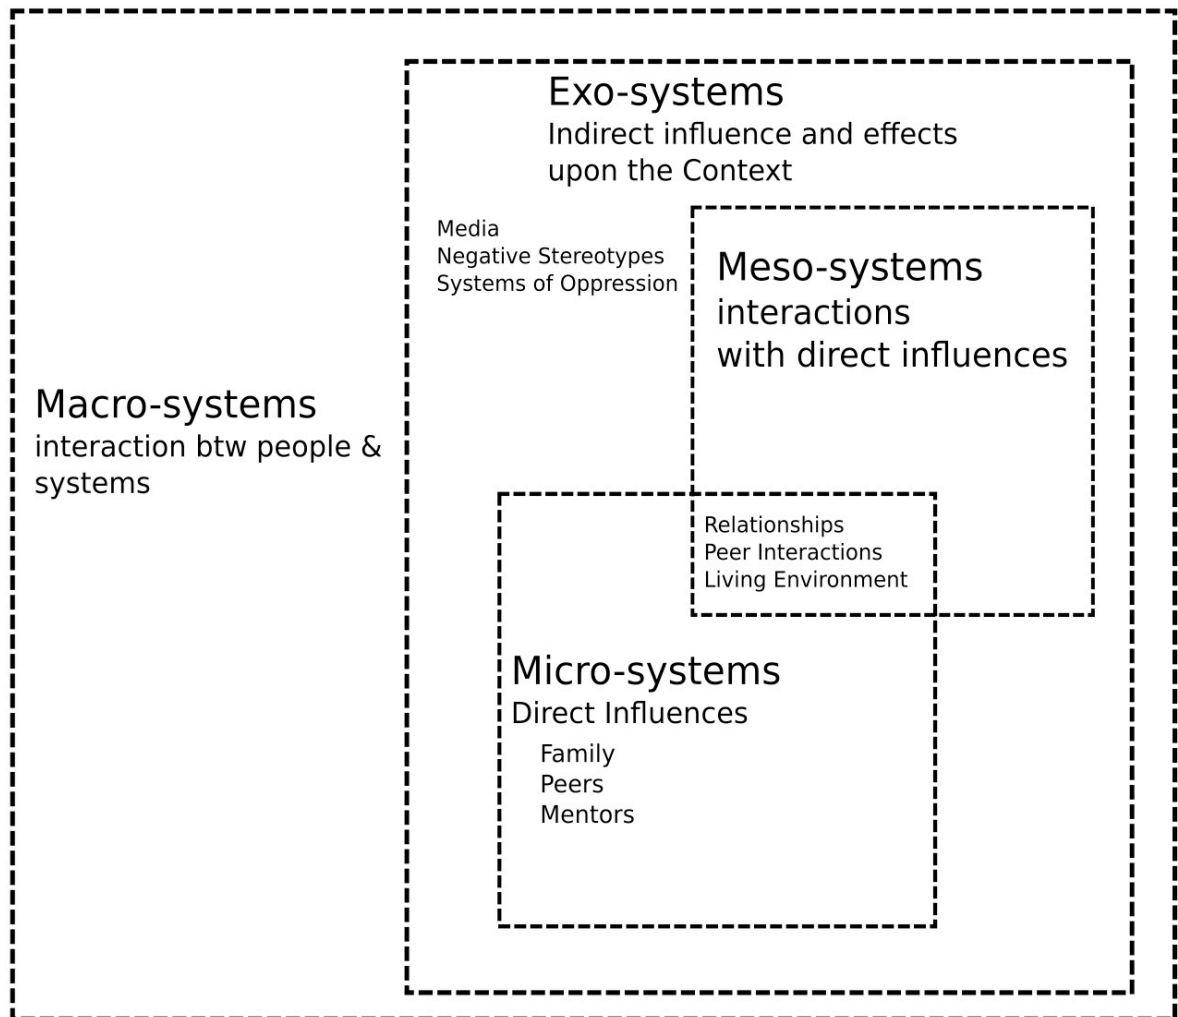 Exo-systems
Indirect influence and effects
upon the Context
Media
Negative Stereotypes
Systems of Oppression
Meso-systems
interactions
with direct influences
Macro-systems
interaction btw people &
systems
Relationships
Peer Interactions
Living Environment
Micro-systems
Direct Influences
Family
Peers
Mentors